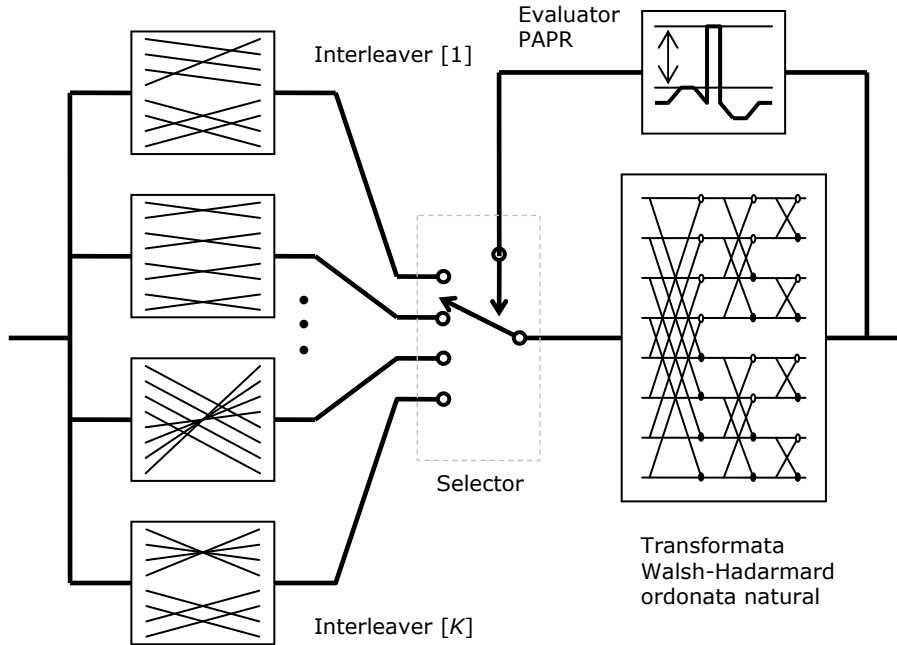 Evaluator
PAPR
Interleaver [1]
Selector
Transformata
Walsh-Hadarmard
ordonata natural
Interleaver [K]